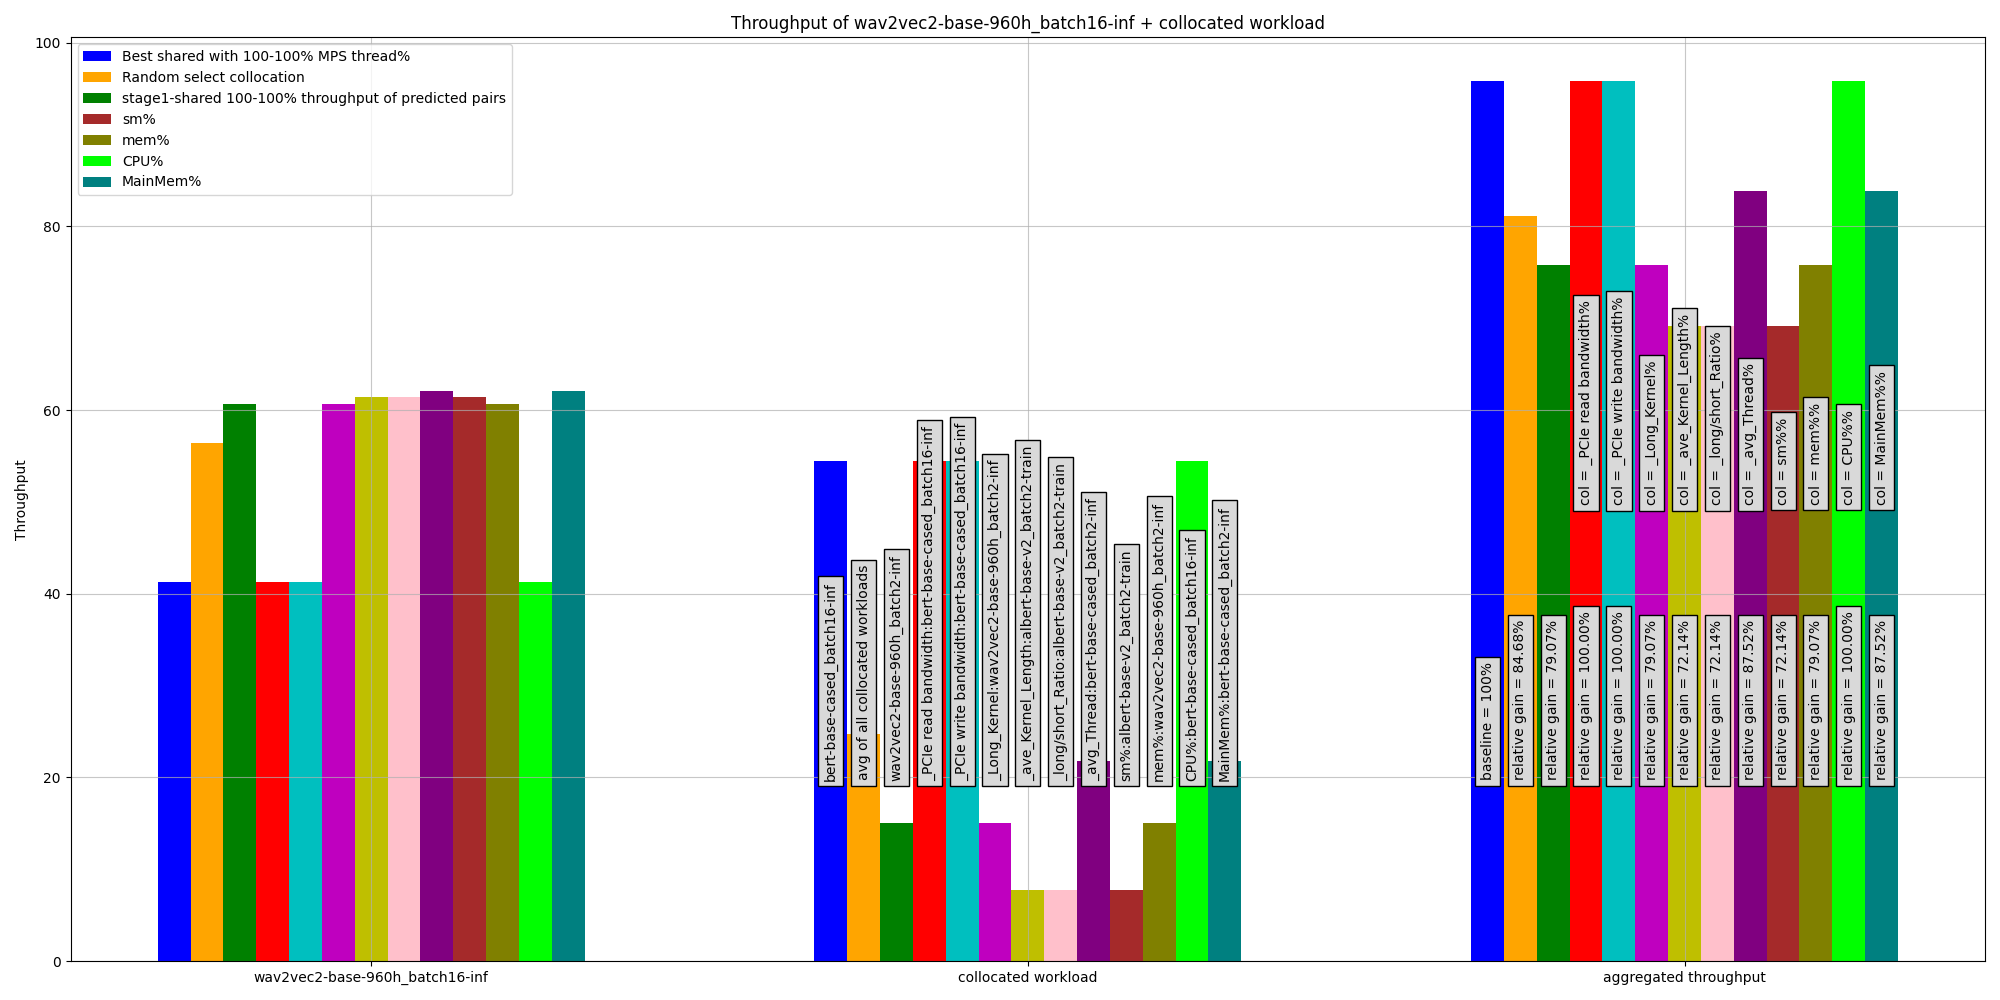 Throughput of wav2vec2-base-960h_batch16-inf + collocated workload
Throughput
100
80
60
40
20
0
Best shared with 100-100% MPS thread%
Random select collocation
stage1-shared 100-100% throughput of predicted pairs
sm%
mem%
CPU%
MainMem%
bert-base-cased_batch16-inf
avg of all collocated workloads
wav2vec2-base-960h_batch2-inf
_PCIe read bandwidth:bert-base-cased_batch16-inf
_PCIe write bandwidth:bert-base-cased_batch16-inf
_Long_Kernel:wav2vec2-base-960h_batch2-inf
_ave_Kernel_Length:albert-base-v2_batch2-train
_long/short_Ratio:albert-base-v2_batch2-train
_avg_Thread:bert-base-cased_batch2-inf
sm%:albert-base-v2_batch2-train
mem%:wav2vec2-base-960h_batch2-inf
CPU%:bert-base-cased_batch16-inf
MainMem%:bert-base-cased_batch2-inf
col = _PCIe read bandwidth%
col = _PCIe write bandwidth%
col = _Long_Kernel%
col = _ave_Kernel_Length%
col = _long/short_Ratio%
col = _avg_Thread%
col = sm%%
col = mem%%
col = CPU%%
col = MainMem%%
baseline = 100%
relative gain = 84.68%
relative gain = 79.07%
relative gain = 100.00%
relative gain = 100.00%
relative gain = 79.07%
relative gain = 72.14%
relative gain = 72.14%
relative gain = 87.52%
relative gain = 72.14%
relative gain = 79.07%
relative gain = 100.00%
relative gain = 87.52%
wav2vec2-base-960h_batch16-inf
collocated workload
aggregated throughput